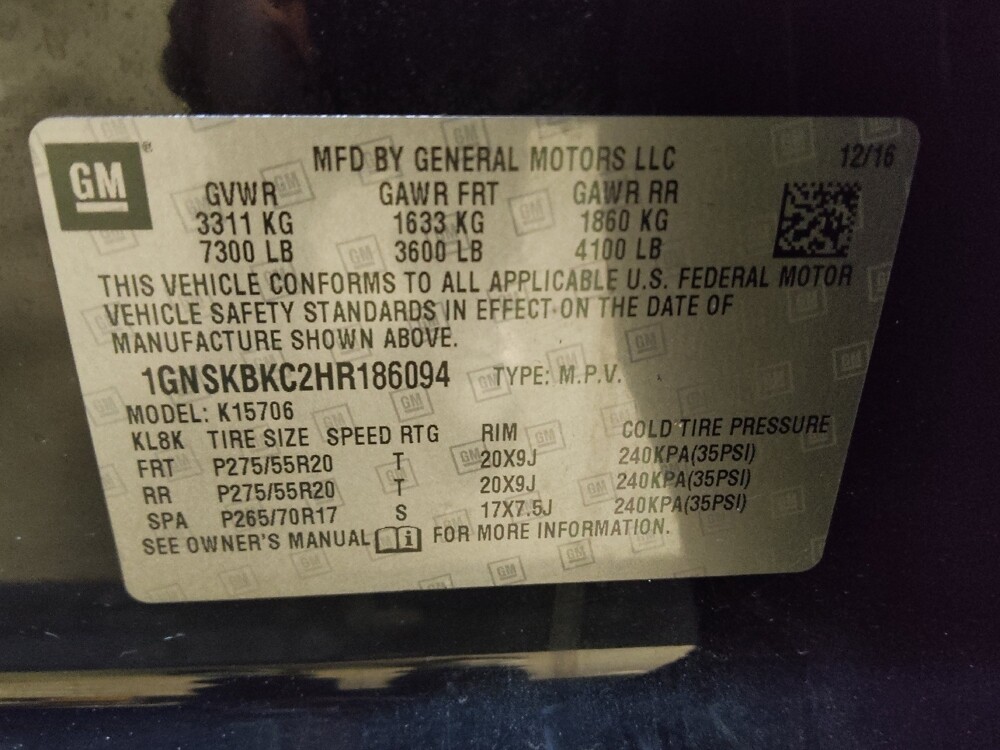 GM® MFD BY GENERAL MOTORS LLC 12/16
GVWR GAWR FRT GAWR RR
3311 KG 1633 KG 1860 KG
7300 LB 3600 LB 4100 LB
THIS VEHICLE CONFORMS TO ALL APPLICABLE U.S. FEDERAL MOTOR
VEHICLE SAFETY STANDARDS IN EFFECT ON THE DATE OF
MANUFACTURE SHOWN ABOVE.
1GNSKBKC2HR186094 TYPE: M.P.V.
MODEL: K15706
KL8K TIRE SIZE SPEED RTG RIM COLD TIRE PRESSURE
FRT P275/55R20 T 20X9J 240KPA(35PSI)
RR P275/55R20 T 20X9J 240KPA(35PSI)
SPA P265/70R17 S 17X7.5J 240KPA(35PSI)
SEE OWNER'S MANUAL i FOR MORE INFORMATION.